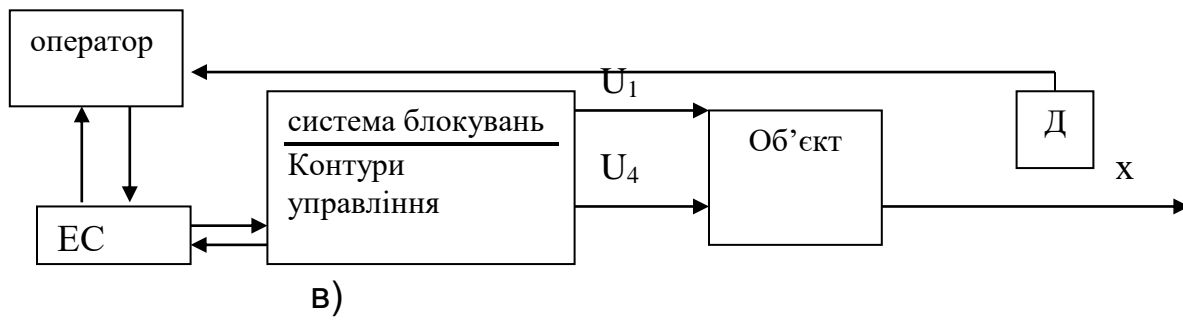 оператор
U₁
система блокувань
Об’єкт
Д
Контури
управління
U₄
x
ЕС
в)